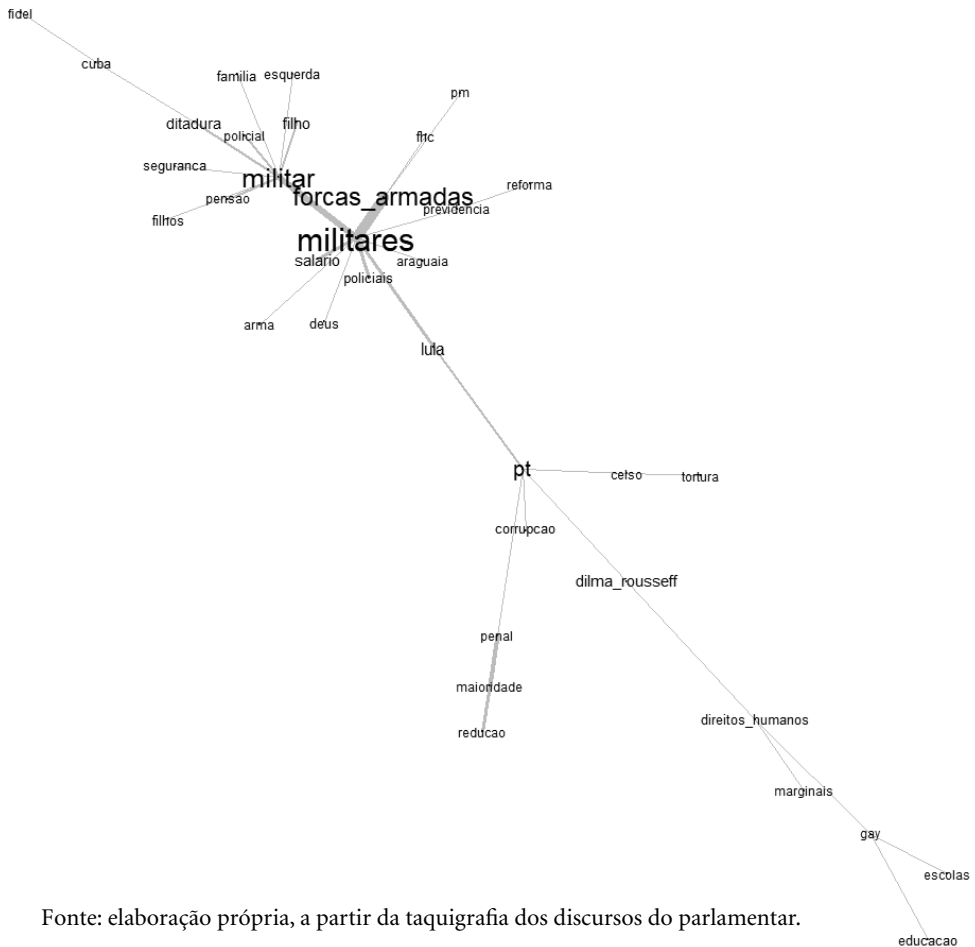 fidel
cuba
familia
esquerda
pm
ditadura
filho
policial
fhc
seguranca
militar
reforma
pensao
forcas_armadas
previdencia
filhos
militares
salario
araguaia
policiais
arma
deus
lula
pt
celso
tortura
corrupcao
dilma_rousseff
penal
maioridade
direitos_humanos
reducao
marginais
gay
escolas
Fonte: elaboração própria, a partir da taquigrafia dos discursos do parlamentar.
educacao